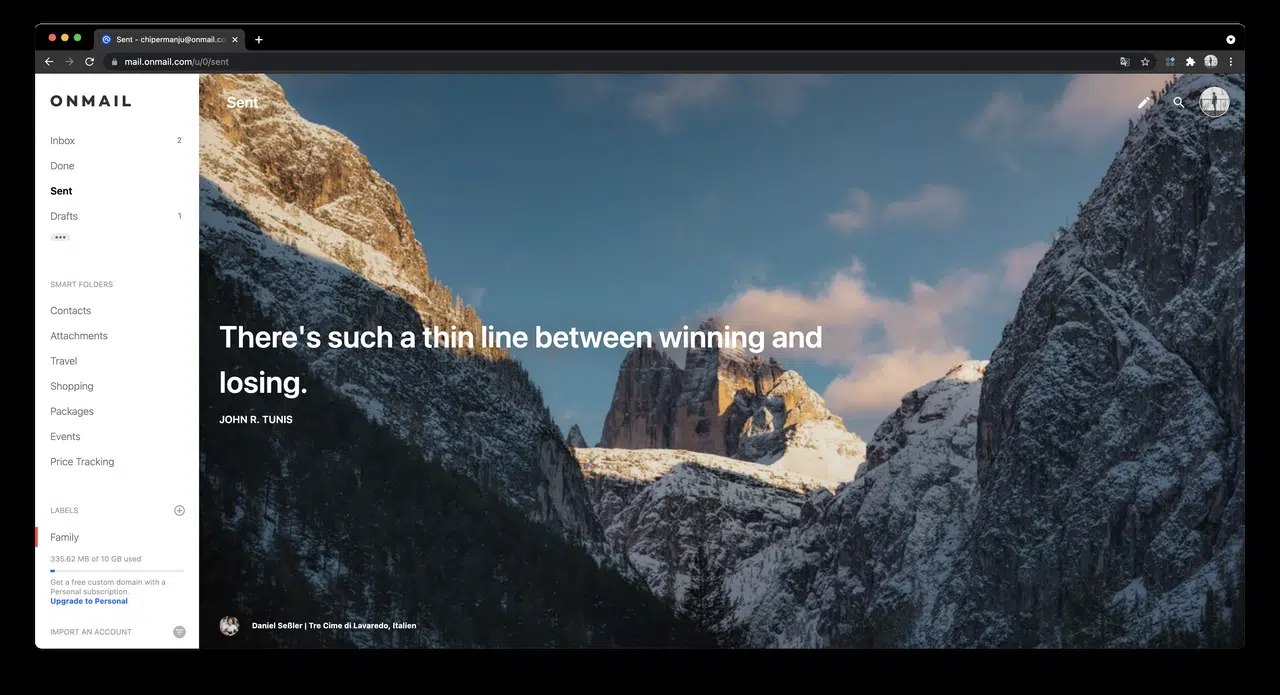 Sent - chipermanju@onmail.co
mail.onmail.com/u/0/sent
ONMAIL
Sent
Inbox 2
Done
Sent
Drafts 1
SMART FOLDERS
Contacts
Attachments
Travel
Shopping
Packages
Events
Price Tracking
LABELS
Family
335.62 MB of 10 GB used
Get a free custom domain with a
Personal subscription.
Upgrade to Personal
IMPORT AN ACCOUNT
There's such a thin line between winning and
losing.
JOHN R. TUNIS
Daniel Seßler | Tre Cime di Lavaredo, Italien